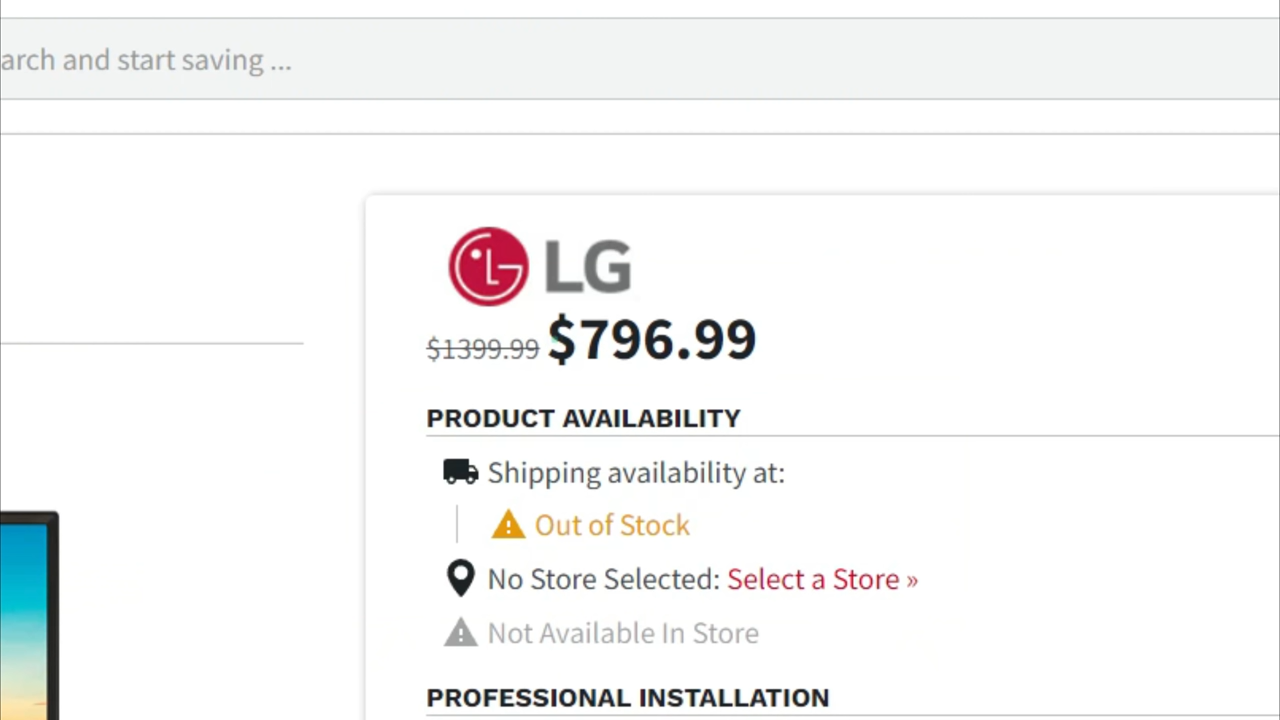 arch and start saving ...
LG
$1399.99 $796.99
PRODUCT AVAILABILITY
Shipping availability at:
Out of Stock
No Store Selected: Select a Store »
Not Available In Store
PROFESSIONAL INSTALLATION